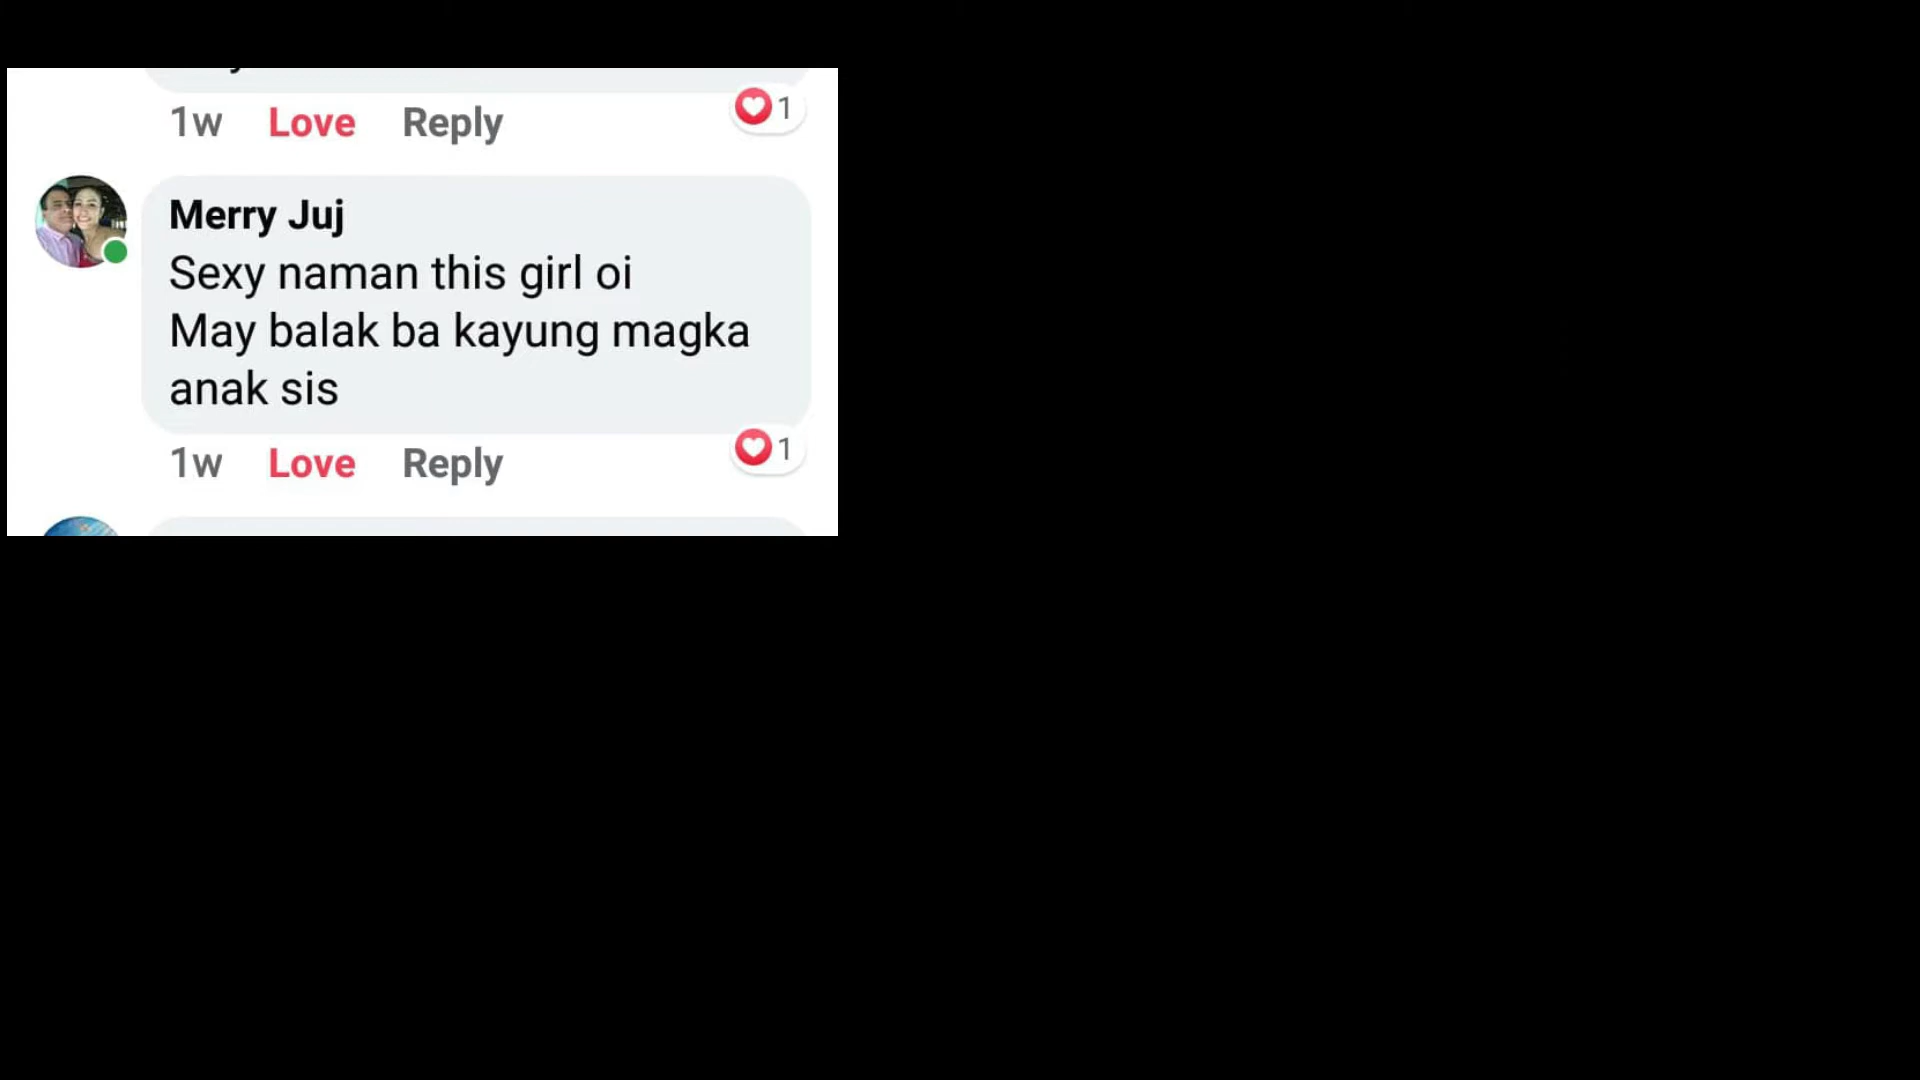 1w Love Reply 1
Merry Juj
Sexy naman this girl oi
May balak ba kayung magka
anak sis
1w Love Reply 1